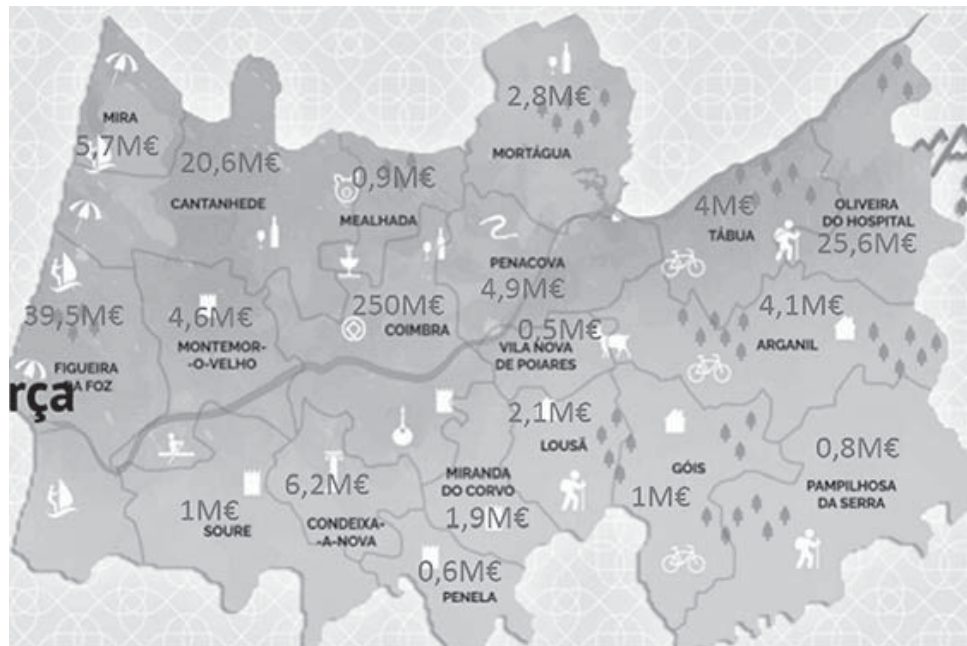 MIRA
5,7M€
20,6M€
CANTANHEDE
0,9M€
MEALHADA
2,8M€
MORTÁGUA
4M€
TÁBUA
OLIVEIRA
DO HOSPITAL
25,6M€
39,5M€
FIGUEIRA
DA FOZ
rça
4,6M€
MONTEMOR-
-O-VELHO
250M€
COIMBRA
PENACOVA
4,9M€
0,5M€
VILA NOVA
DE POIARES
4,1M€
ARGANIL
2,1M€
LOUSÃ
1M€
SOURE
6,2M€
CONDEIXA-
-A-NOVA
MIRANDA
DO CORVO
1,9M€
GÓIS
1M€
0,8M€
PAMPILHOSA
DA SERRA
0,6M€
PENELA